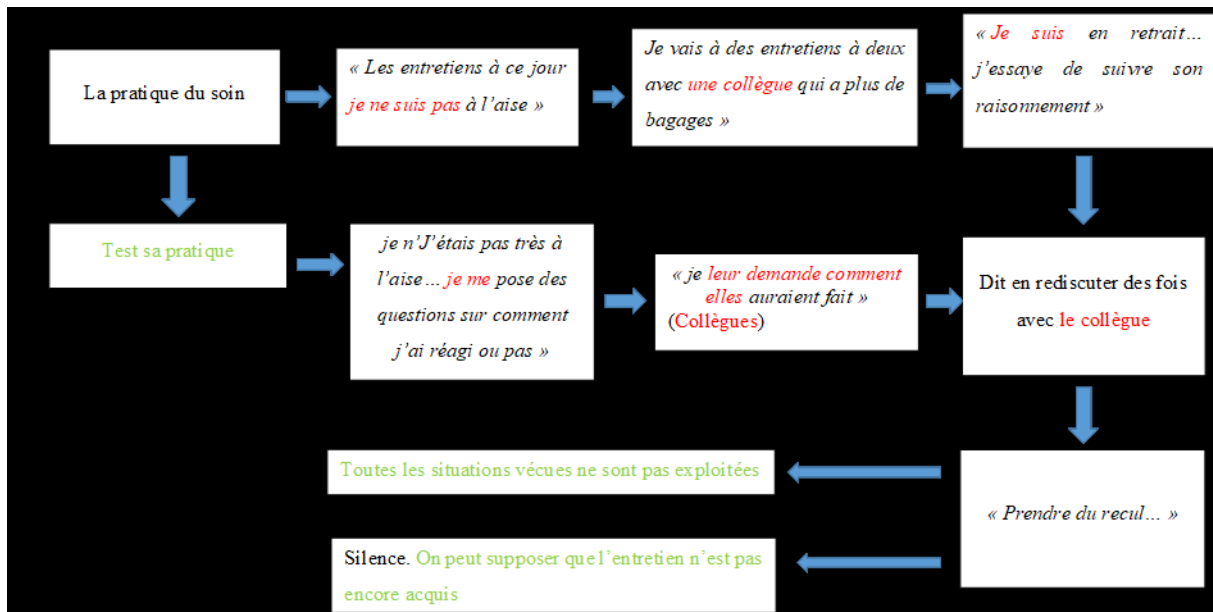 La pratique du soin
« Les entretiens à ce jour
je ne suis pas à l'aise »
Je vais à des entretiens à deux
avec une collègue qui a plus de
bagages »
« Je suis en retrait…
j'essaye de suivre son
raisonnement »
Test sa pratique
je n'J'étais pas très à
l'aise… je me pose des
questions sur comment
j'ai réagi ou pas »
« je leur demande comment
elles auraient fait »
(Collègues)
Dit en rediscuter des fois
avec le collègue
Toutes les situations vécues ne sont pas exploitées
« Prendre du recul… »
Silence. On peut supposer que l'entretien n'est pas
encore acquis